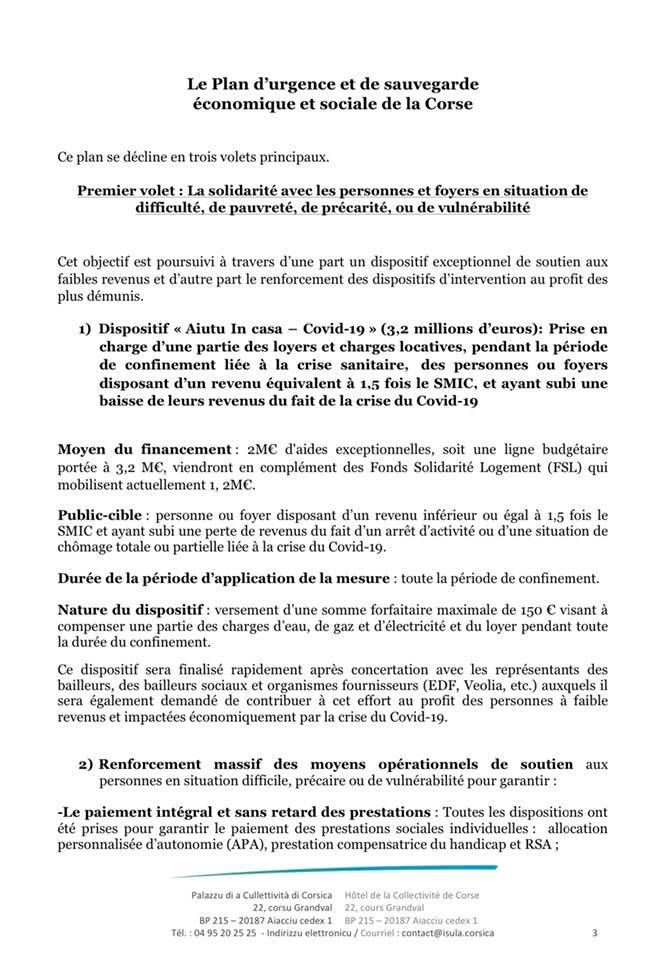 Le Plan d’urgence et de sauvegarde
économique et sociale de la Corse
Ce plan se décline en trois volets principaux.
Premier volet : La solidarité avec les personnes et foyers en situation de
difficulté, de pauvreté, de précarité, ou de vulnérabilité
Cet objectif est poursuivi à travers d’une part un dispositif exceptionnel de soutien aux
faibles revenus et d’autre part le renforcement des dispositifs d’intervention au profit des
plus démunis.
1) Dispositif « Aiutu In casa – Covid-19 » (3,2 millions d’euros): Prise en
charge d’une partie des loyers et charges locatives, pendant la période
de confinement liée à la crise sanitaire, des personnes ou foyers
disposant d’un revenu équivalent à 1,5 fois le SMIC, et ayant subi une
baisse de leurs revenus du fait de la crise du Covid-19
Moyen du financement : 2M€ d'aides exceptionnelles, soit une ligne budgétaire
portée à 3,2 M€, viendront en complément des Fonds Solidarité Logement (FSL) qui
mobilisent actuellement 1, 2M€.
Public-cible : personne ou foyer disposant d’un revenu inférieur ou égal à 1,5 fois le
SMIC et ayant subi une perte de revenus du fait d’un arrêt d’activité ou d’une situation de
chômage totale ou partielle liée à la crise du Covid-19.
Durée de la période d’application de la mesure : toute la période de confinement.
Nature du dispositif : versement d’une somme forfaitaire maximale de 150 € visant à
compenser une partie des charges d’eau, de gaz et d’électricité et du loyer pendant toute
la durée du confinement.
Ce dispositif sera finalisé rapidement après concertation avec les représentants des
bailleurs, des bailleurs sociaux et organismes fournisseurs (EDF, Veolia, etc.) auxquels il
sera également demandé de contribuer à cet effort au profit des personnes à faible
revenus et impactées économiquement par la crise du Covid-19.
2) Renforcement massif des moyens opérationnels de soutien aux
personnes en situation difficile, précaire ou de vulnérabilité pour garantir :
-Le paiement intégral et sans retard des prestations : Toutes les dispositions ont
été prises pour garantir le paiement des prestations sociales individuelles : allocation
personnalisée d’autonomie (APA), prestation compensatrice du handicap et RSA ;
Palazzu di a Cullettività di Corsica Hôtel de la Collectivité de Corse
22, corsu Grandval 22, cours Grandval
BP 215 – 20187 Aiacciu cedex 1 BP 215 – 20187 Aiacciu cedex 1
Tél. : 04 95 20 25 25 - Indirizzu elettronicu / Courriel : contact@isula.corsica 3